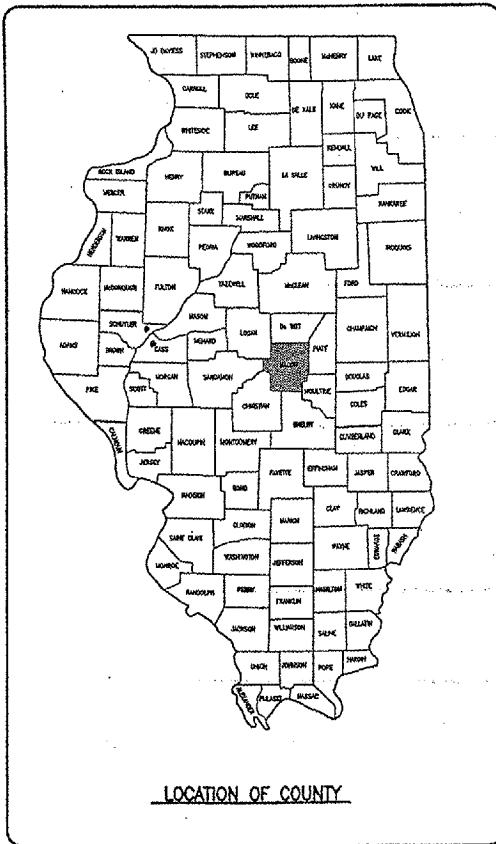 JO DAVIESS STEPHENSON WINNEBAGO BOONE McHENRY LAKE
CARROLL OGLE DE KALB KANE COOK
DU PAGE
WHITESIDE LEE
KENDALL WILL
ROCK ISLAND HENRY BUREAU LA SALLE GRUNDY
MERCER PUTNAM KANKAKEE
STARK MARSHALL
HENDERSON WARREN KNOX PEORIA WOODFORD LIVINGSTON IROQUOIS
HANCOCK McDONOUGH FULTON TAZEWELL McCLEAN FORD
MASON
SCHUYLER LOGAN De WITT CHAMPAIGN VERMILION
ADAMS BROWN CASS MENARD PIATT
PIKE SCOTT MORGAN SANGAMON DOUGLAS EDGAR
CHRISTIAN MOULTRIE COLES
CALHOUN GREENE MACOUPIN MONTGOMERY SHELBY CUMBERLAND CLARK
JERSEY
FAYETTE EFFINGHAM JASPER CRAWFORD
MADISON BOND CLAY RICHLAND LAWRENCE
CLINTON MARION
SAINT CLAIR WAYNE EDWARDS WABASH
WASHINGTON JEFFERSON
MONROE
RANDOLPH PERRY HAMILTON WHITE
FRANKLIN
JACKSON WILLIAMSON SALINE GALLATIN
UNION JOHNSON POPE HARDIN
ALEXANDER PULASKI MASSAC
LOCATION OF COUNTY